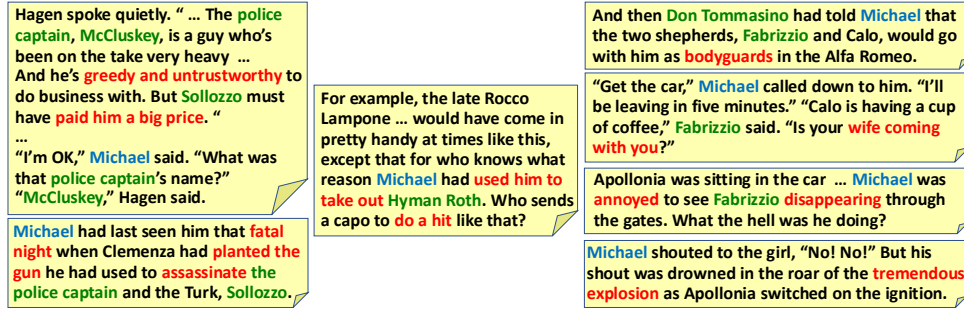 Hagen spoke quietly. “ … The police
captain, McCluskey, is a guy who’s
been on the take very heavy …
And he’s greedy and untrustworthy to
do business with. But Sollozzo must
have paid him a big price. “
...
“I’m OK,” Michael said. “What was
that police captain’s name?”
“McCluskey,” Hagen said.
Michael had last seen him that fatal
night when Clemenza had planted the
gun he had used to assassinate the
police captain and the Turk, Sollozzo.
For example, the late Rocco
Lampone … would have come in
pretty handy at times like this,
except that for who knows what
reason Michael had used him to
take out Hyman Roth. Who sends
a capo to do a hit like that?
And then Don Tommasino had told Michael that
the two shepherds, Fabrizzio and Calo, would go
with him as bodyguards in the Alfa Romeo.
“Get the car,” Michael called down to him. “I’ll
be leaving in five minutes.” “Calo is having a cup
of coffee,” Fabrizzio said. “Is your wife coming
with you?”
Apollonia was sitting in the car … Michael was
annoyed to see Fabrizzio disappearing through
the gates. What the hell was he doing?
Michael shouted to the girl, “No! No!” But his
shout was drowned in the roar of the tremendous
explosion as Apollonia switched on the ignition.